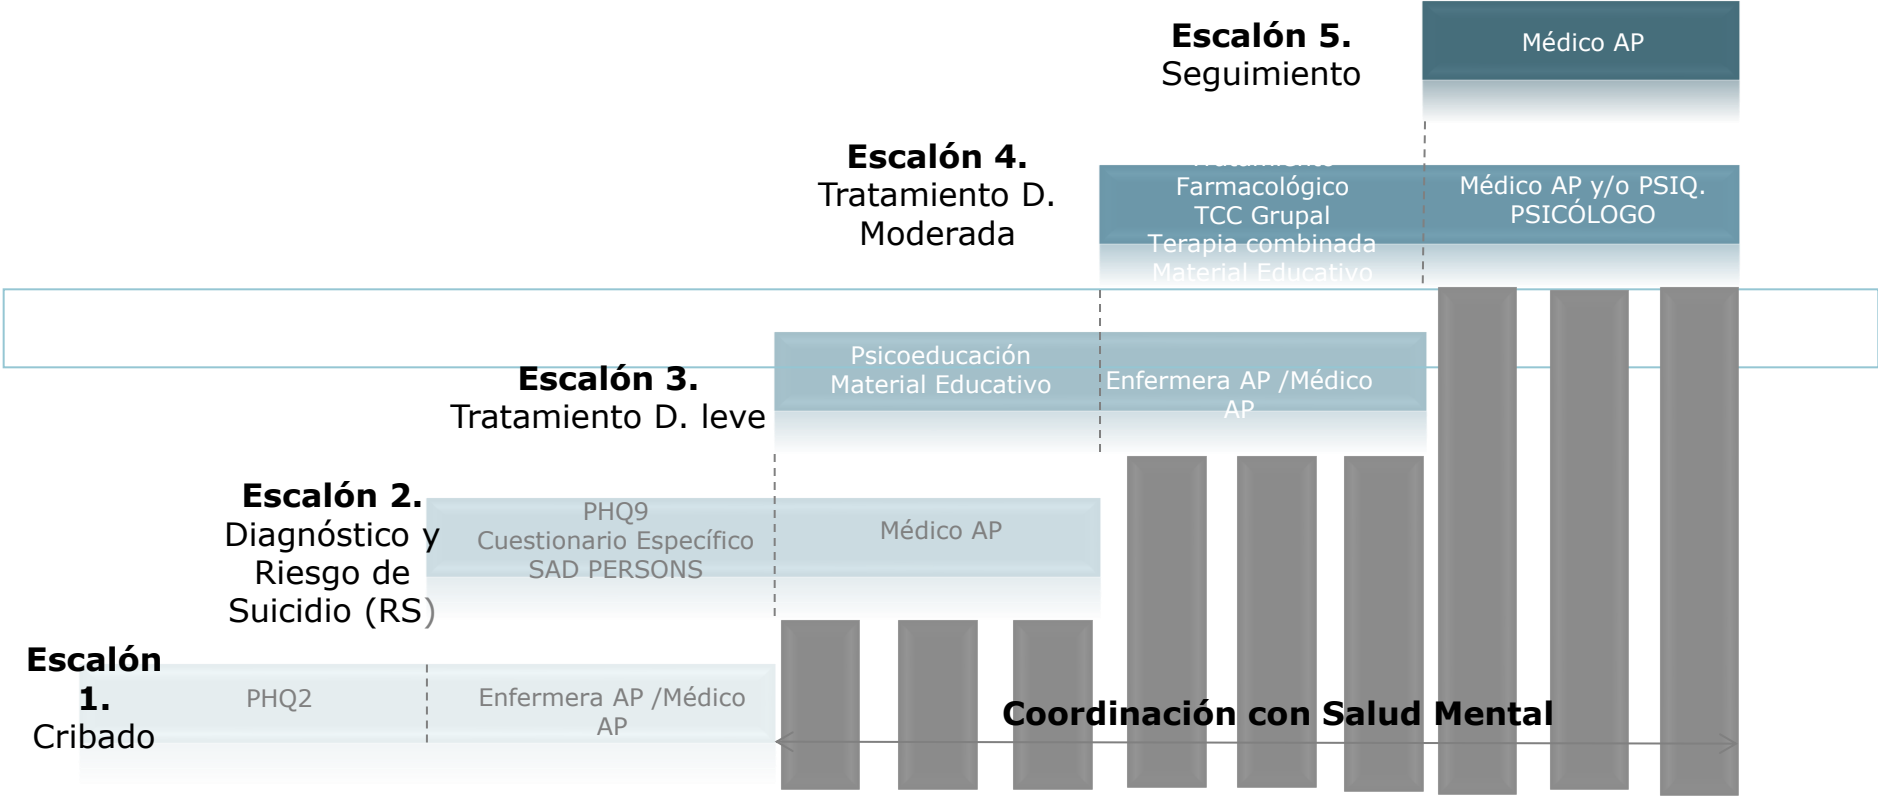 Escalón 5.
Seguimiento
Médico AP
Escalón 4.
Tratamiento D.
Moderada
Tratamiento
Farmacológico
TCC Grupal
Terapia combinada
Material Educativo
Médico AP y/o PSIQ.
PSICÓLOGO
Escalón 3.
Tratamiento D. leve
Psicoeducación
Material Educativo
Enfermera AP /Médico
AP
Escalón 2.
Diagnóstico y
Riesgo de
Suicidio (RS)
PHQ9
Cuestionario Específico
SAD PERSONS
Médico AP
Escalón
1.
Cribado
PHQ2
Enfermera AP /Médico
AP
Coordinación con Salud Mental